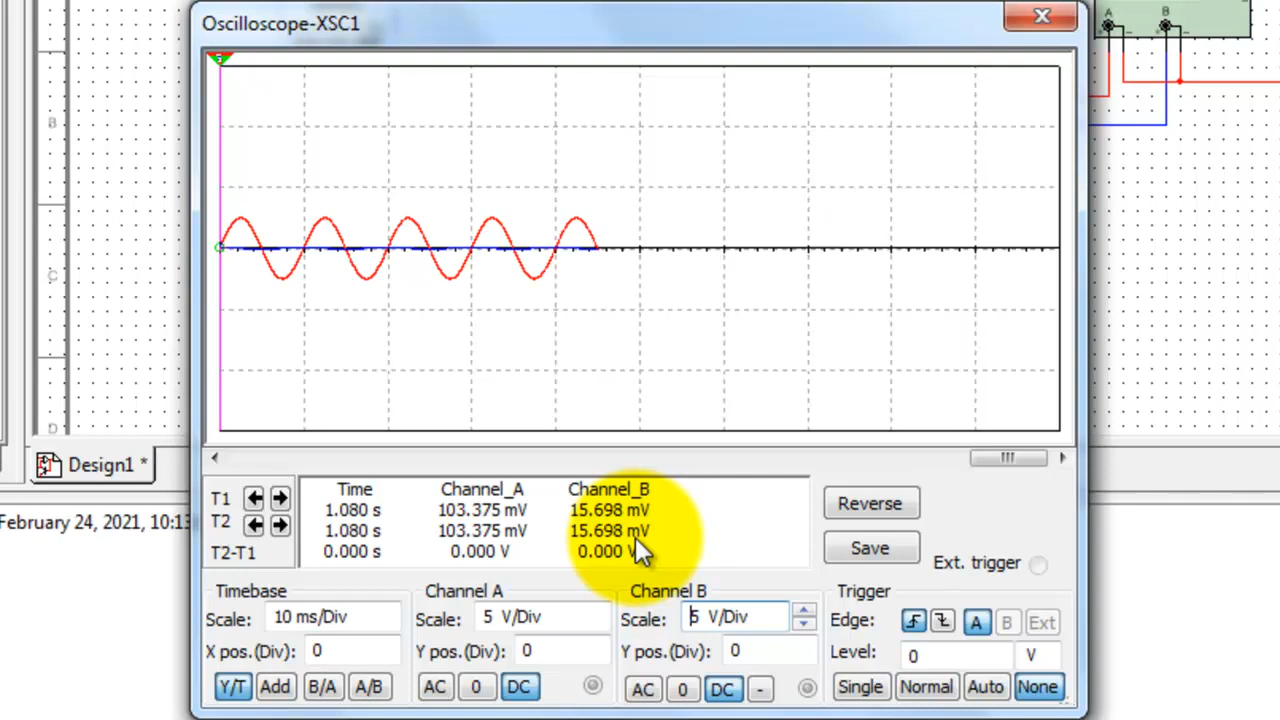 Oscilloscope-XSC1
A B
B
C
D
Design1 *
February 24, 2021, 10:13
T1
T2
T2-T1
Time Channel_A Channel_B
1.080 s 103.375 mV 15.698 mV
1.080 s 103.375 mV 15.698 mV
0.000 s 0.000 V 0.000 V
Reverse
Save
Ext. trigger
Timebase
Scale: 10 ms/Div
X pos.(Div): 0
Y/T Add B/A A/B
Channel A
Scale: 5 V/Div
Y pos.(Div): 0
AC 0 DC
Channel B
Scale: 5 V/Div
Y pos.(Div): 0
AC 0 DC -
Trigger
Edge: A B Ext
Level: 0 V
Single Normal Auto None